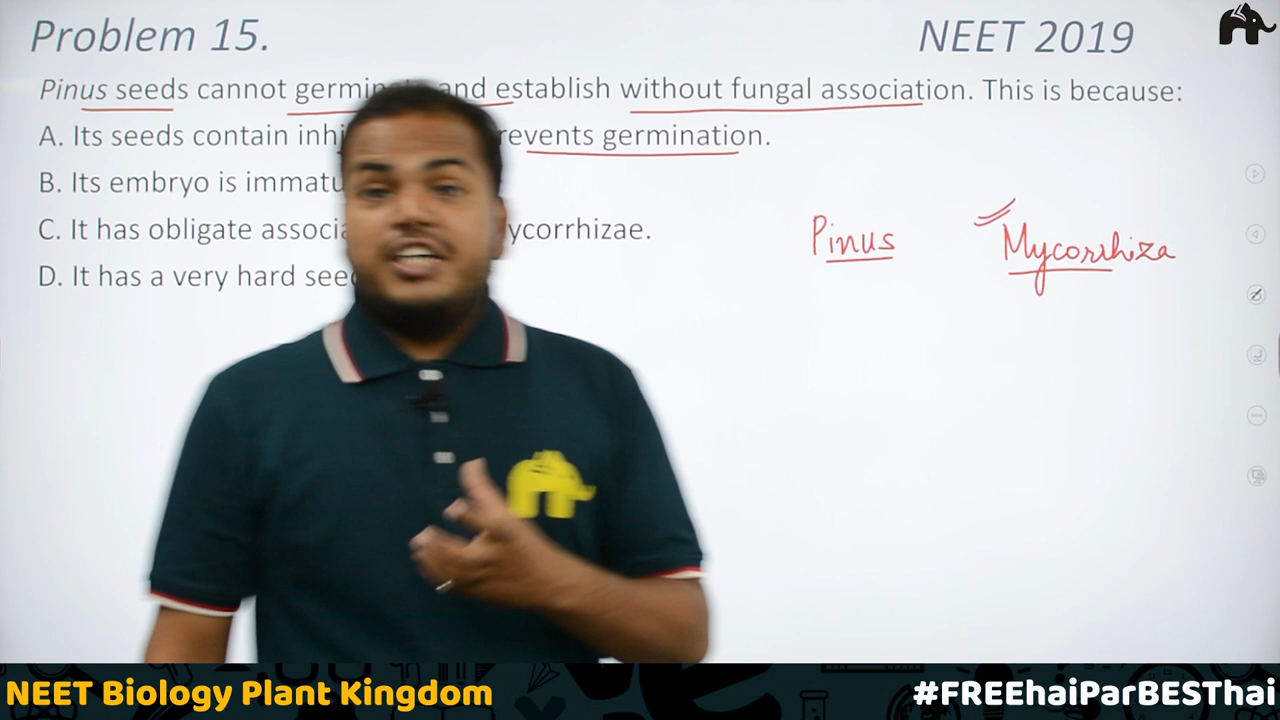 Problem 15.
NEET 2019
Pinus seeds cannot germinate and establish without fungal association. This is because:
A. Its seeds contain inh revents germination.
B. Its embryo is immatu
C. It has obligate associa ycorrhizae.
D. It has a very hard seed
Pinus
Mycorrhiza
NEET Biology Plant Kingdom
#FREEhaiParBESThai